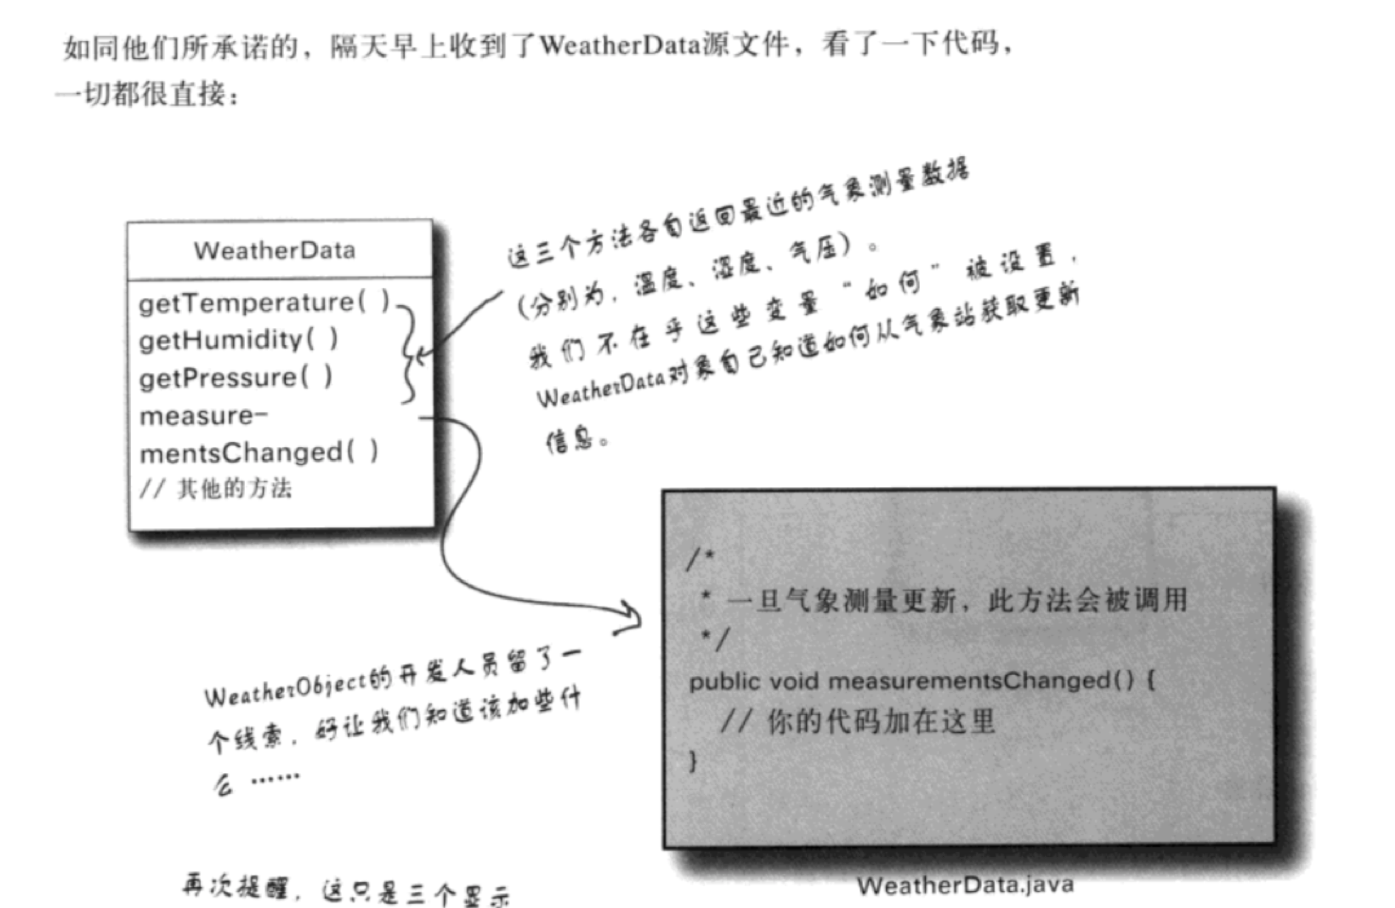 如同他们所承诺的，隔天早上收到了WeatherData源文件，看了一下代码，
一切都很直接：
WeatherData
getTemperature( )
getHumidity( )
getPressure( )
measure-
mentsChanged( )
// 其他的方法
这三个方法各自返回最近的气象测量数据
（分别为，温度、湿度、气压）。
我们不在乎这些变量“如何”被设置，
WeatherData对象自己知道如何从气象站获取更新
信息。
/*
* 一旦气象测量更新，此方法会被调用
*/
public void measurementsChanged() {
// 你的代码加在这里
}
WeatherData.java
WeatherObject的开发人员留了一
个线索，好让我们知道该加些什
么 ……
再次提醒，这只是三个显示